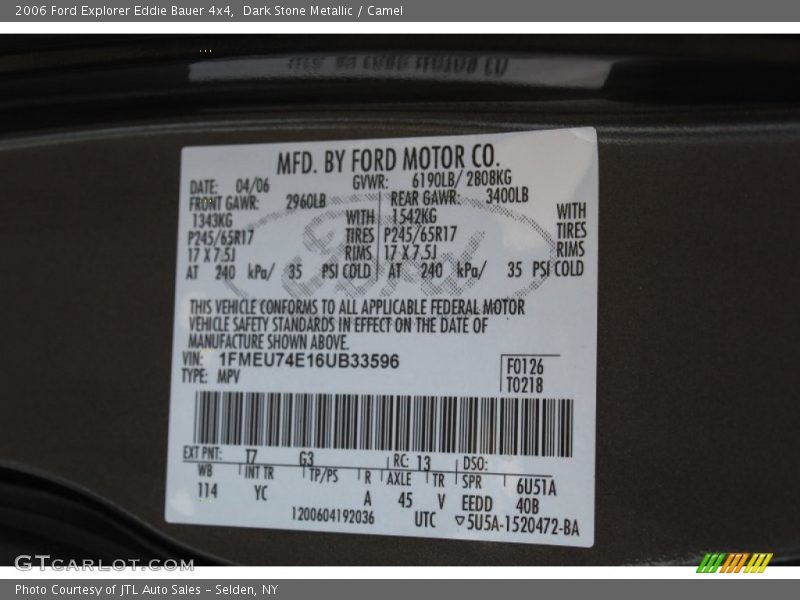 2006 Ford Explorer Eddie Bauer 4x4, Dark Stone Metallic / Camel
MFD. BY FORD MOTOR CO.
DATE: 04/06 GVWR: 6190LB/ 2808KG
FRONT GAWR: 2960LB REAR GAWR: 3400LB
1343KG WITH 1542KG WITH
P245/65R17 TIRES P245/65R17 TIRES
17 X 7.5J RIMS 17 X 7.5J RIMS
AT 240 kPa/ 35 PSI COLD AT 240 kPa/ 35 PSI COLD
THIS VEHICLE CONFORMS TO ALL APPLICABLE FEDERAL MOTOR
VEHICLE SAFETY STANDARDS IN EFFECT ON THE DATE OF
MANUFACTURE SHOWN ABOVE.
VIN: 1FMEU74E16UB33596 F0126
TYPE: MPV T0218
EXT PNT: T7 G3 RC: 13 DSO:
WB INT TR TP/PS R AXLE TR SPR 6U51A
114 YC A 45 V EEDD 40B
1200604192036 UTC ▽5U5A-1520472-BA
GTCARLOT.COM
Photo Courtesy of JTL Auto Sales – Selden, NY